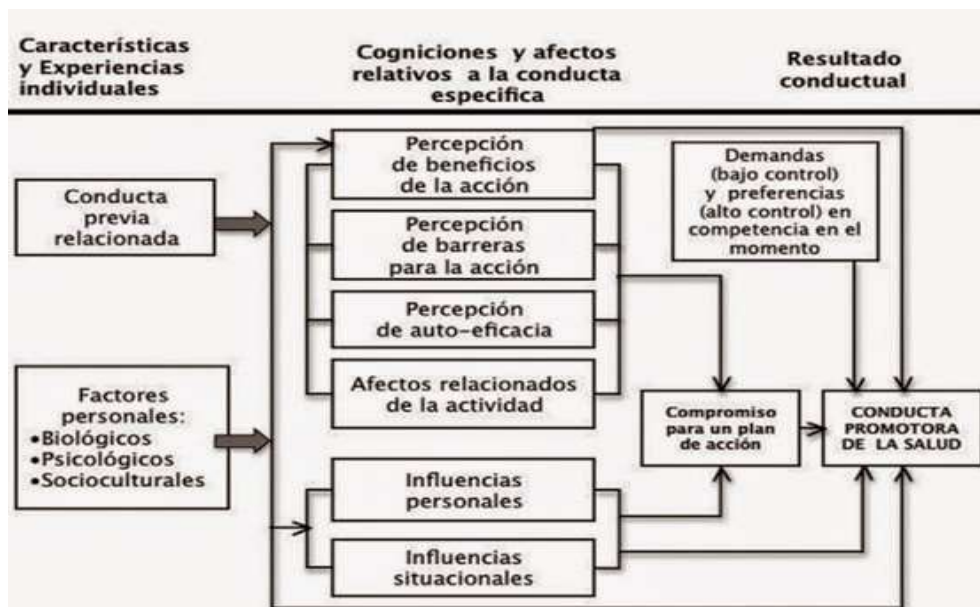 Características
y Experiencias
individuales
Cogniciones y afectos
relativos a la conducta
especifica
Resultado
conductual
Conducta
previa
relacionada
Factores
personales:
•Biológicos
•Psicológicos
•Socioculturales
Percepción
de beneficios
de la acción
Percepción
de barreras
para la acción
Percepción
de auto-eficacia
Afectos relacionados
de la actividad
Influencias
personales
Influencias
situacionales
Demandas
(bajo control)
y preferencias
(alto control) en
competencia en el
momento
Compromiso
para un plan
de acción
CONDUCTA
PROMOTORA
DE LA SALUD